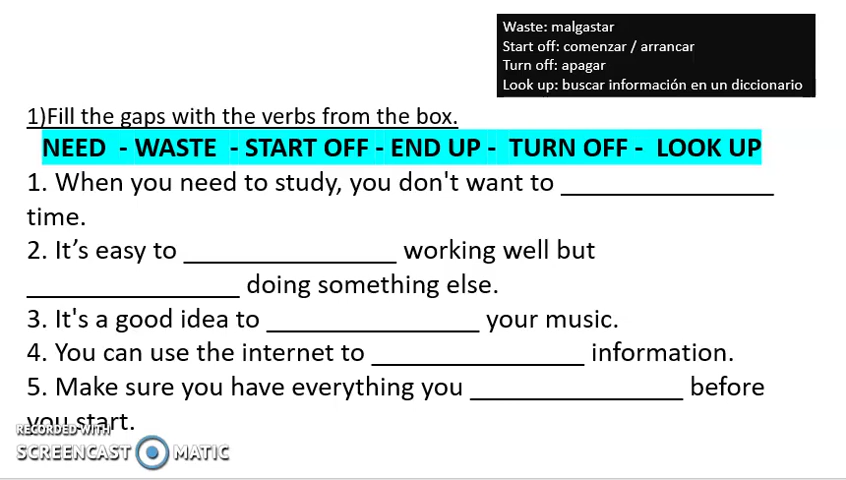 Waste: malgastar
Start off: comenzar / arrancar
Turn off: apagar
Look up: buscar información en un diccionario
1)Fill the gaps with the verbs from the box.
NEED - WASTE - START OFF - END UP - TURN OFF - LOOK UP
1. When you need to study, you don't want to _______________
time.
2. It’s easy to _______________ working well but
_______________ doing something else.
3. It's a good idea to _______________ your music.
4. You can use the internet to _______________ information.
5. Make sure you have everything you _______________ before
you start.
RECORDED WITH
SCREENCAST MATIC